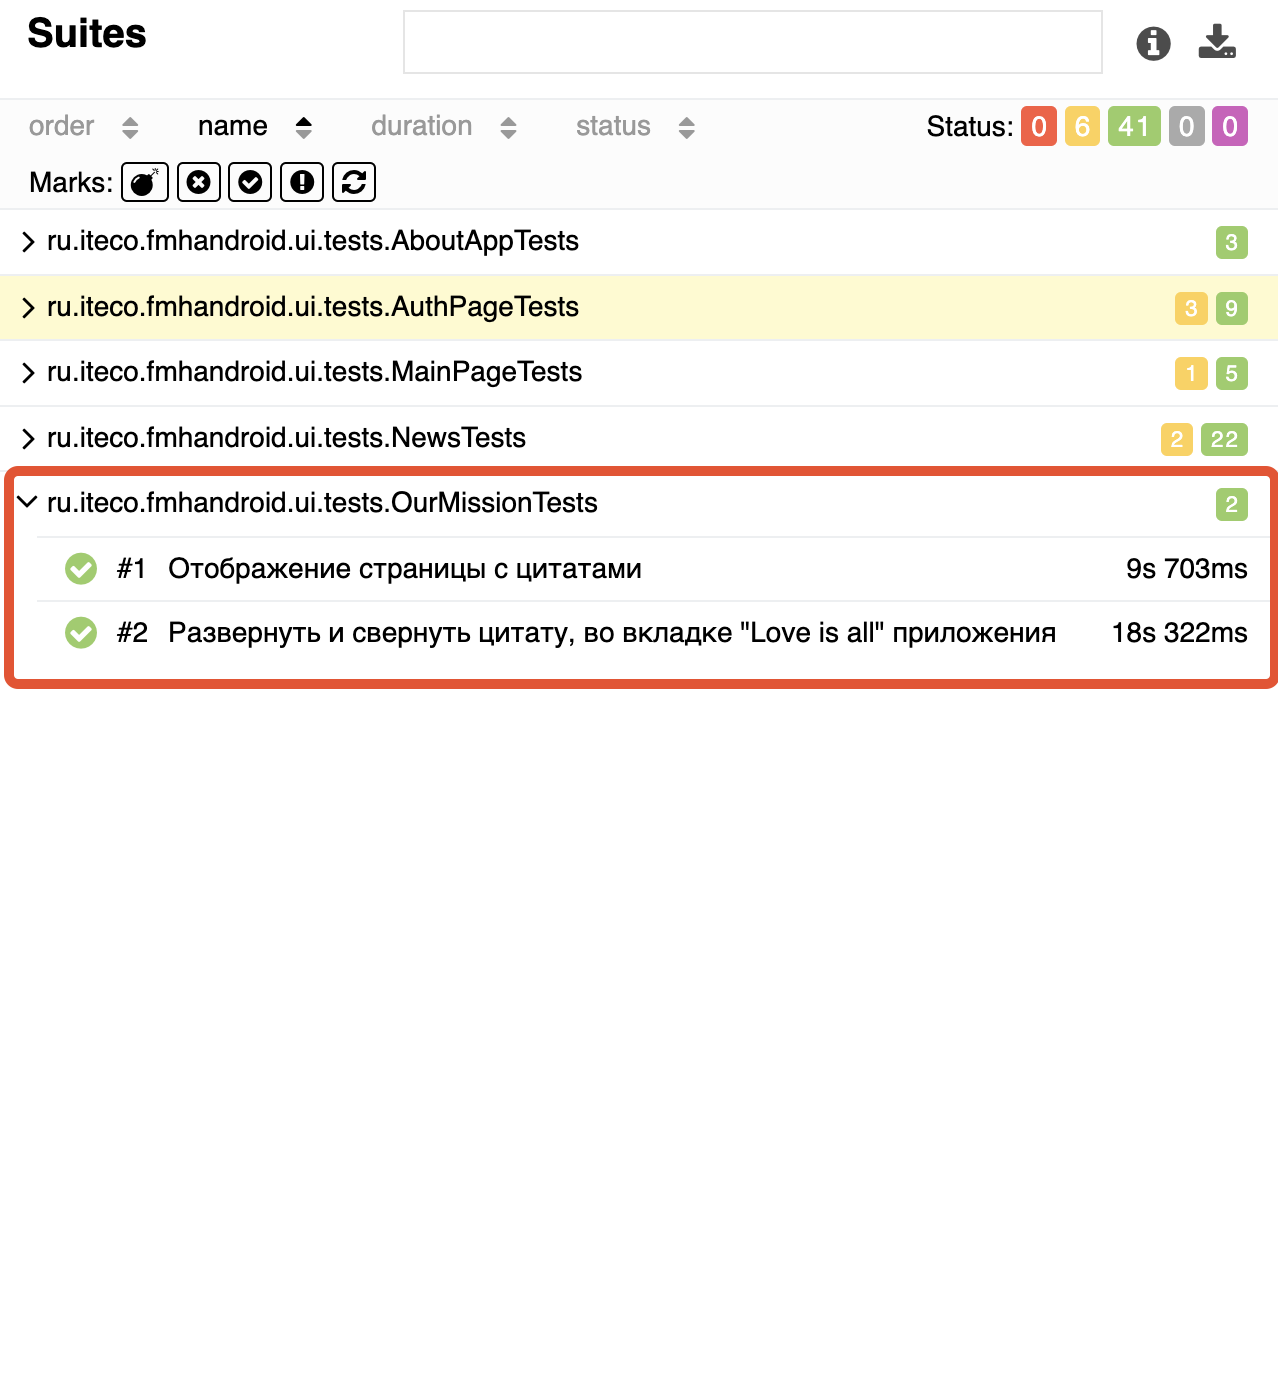 Suites
order name duration status Status: 0 6 41 0 0
Marks:
ru.iteco.fmhandroid.ui.tests.AboutAppTests 3
ru.iteco.fmhandroid.ui.tests.AuthPageTests 3 9
ru.iteco.fmhandroid.ui.tests.MainPageTests 1 5
ru.iteco.fmhandroid.ui.tests.NewsTests 2 22
ru.iteco.fmhandroid.ui.tests.OurMissionTests 2
#1 Отображение страницы с цитатами 9s 703ms
#2 Развернуть и свернуть цитату, во вкладке "Love is all" приложения 18s 322ms